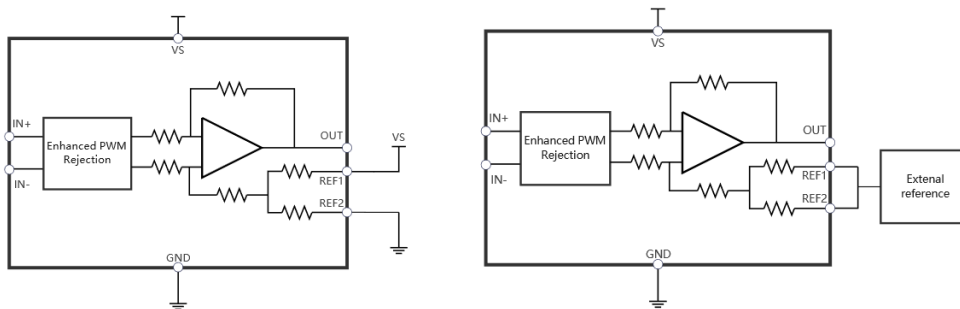 VS
IN+
Enhanced PWM
Rejection
IN-
OUT
VS
REF1
REF2
GND
VS
IN+
Enhanced PWM
Rejection
IN-
OUT
REF1
REF2
Extenal
reference
GND